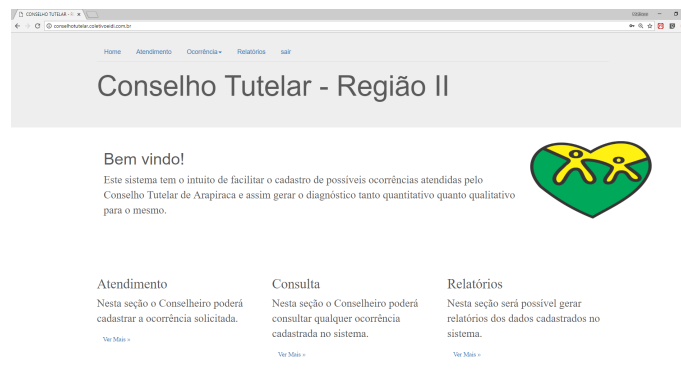 CONSELHO TUTELAR - R
conselhotutelar.coletivoeidi.com.br
Home Atendimento Ocorrência Relatórios sair
Conselho Tutelar - Região II
Bem vindo!
Este sistema tem o intuito de facilitar o cadastro de possíveis ocorrências atendidas pelo
Conselho Tutelar de Arapiraca e assim gerar o diagnóstico tanto quantitativo quanto qualitativo
para o mesmo.
Atendimento
Nesta seção o Conselheiro poderá
cadastrar a ocorrência solicitada.
Ver Mais »
Consulta
Nesta seção o Conselheiro poderá
consultar qualquer ocorrência
cadastrada no sistema.
Ver Mais »
Relatórios
Nesta seção será possível gerar
relatórios dos dados cadastrados no
sistema.
Ver Mais »